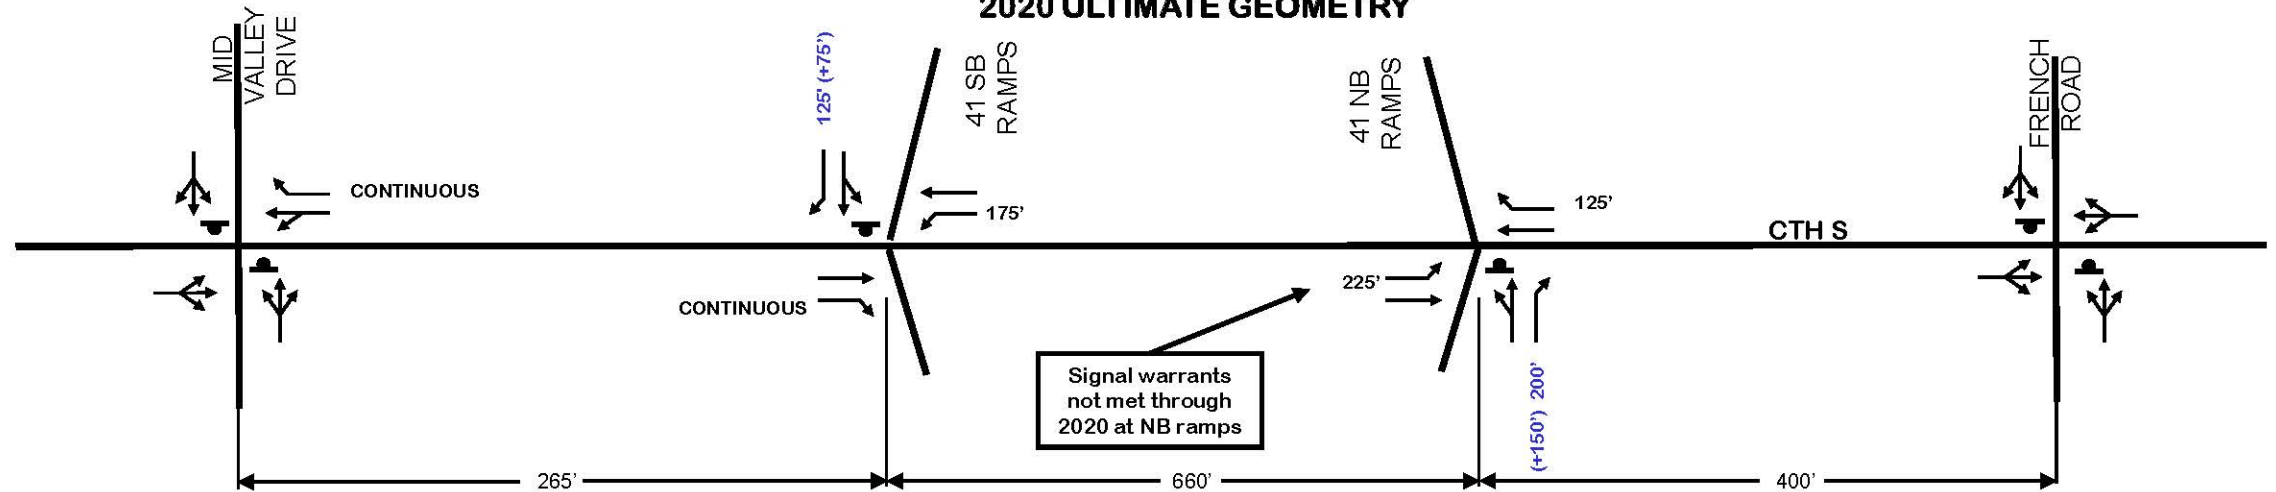 2020 ULTIMATE GEOMETRY
MID
VALLEY
DRIVE
125' (+75')
41 SB
RAMPS
41 NB
RAMPS
FRENCH
ROAD
CONTINUOUS
175'
125'
CTH S
CONTINUOUS
225'
Signal warrants
not met through
2020 at NB ramps
(+150') 200'
265'
660'
400'